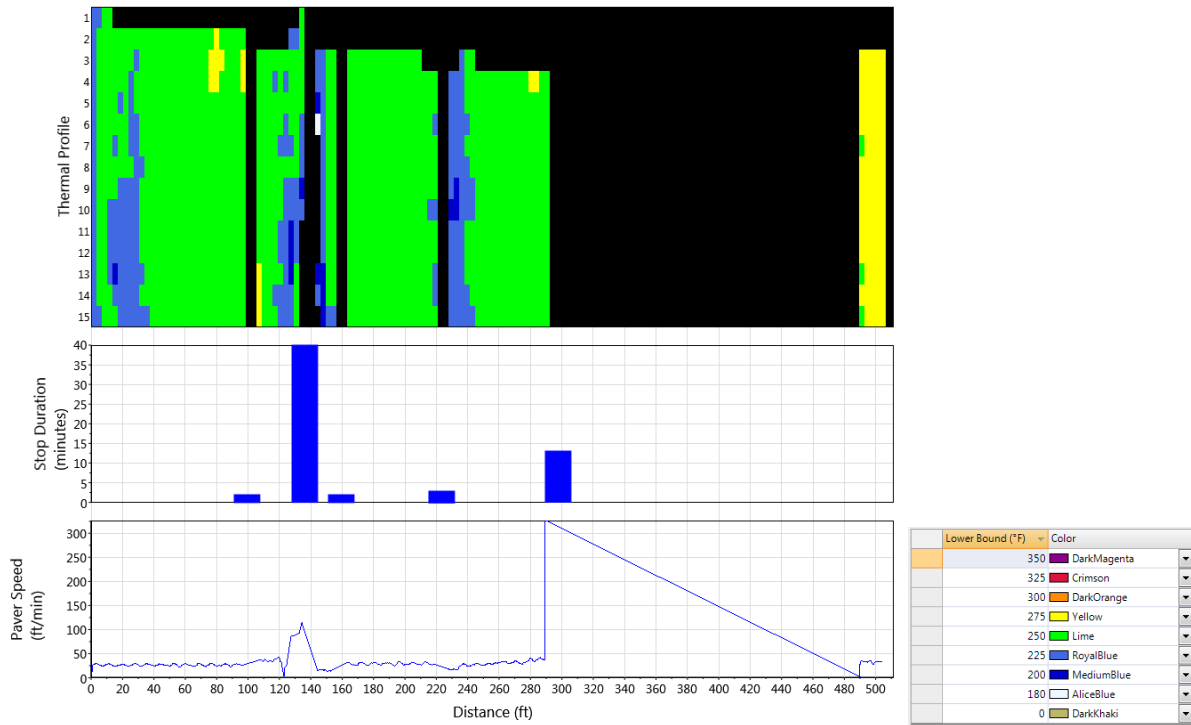 1
2
3
4
5
6
7
8
9
10
11
12
13
14
15
Thermal Profile
40
35
30
25
20
15
10
5
0
Stop Duration
(minutes)
300
250
200
150
100
50
0
Paver Speed
(ft/min)
0 20 40 60 80 100 120 140 160 180 200 220 240 260 280 300 320 340 360 380 400 420 440 460 480 500
Distance (ft)
Lower Bound (°F) Color
350 DarkMagenta
325 Crimson
300 DarkOrange
275 Yellow
250 Lime
225 RoyalBlue
200 MediumBlue
180 AliceBlue
0 DarkKhaki